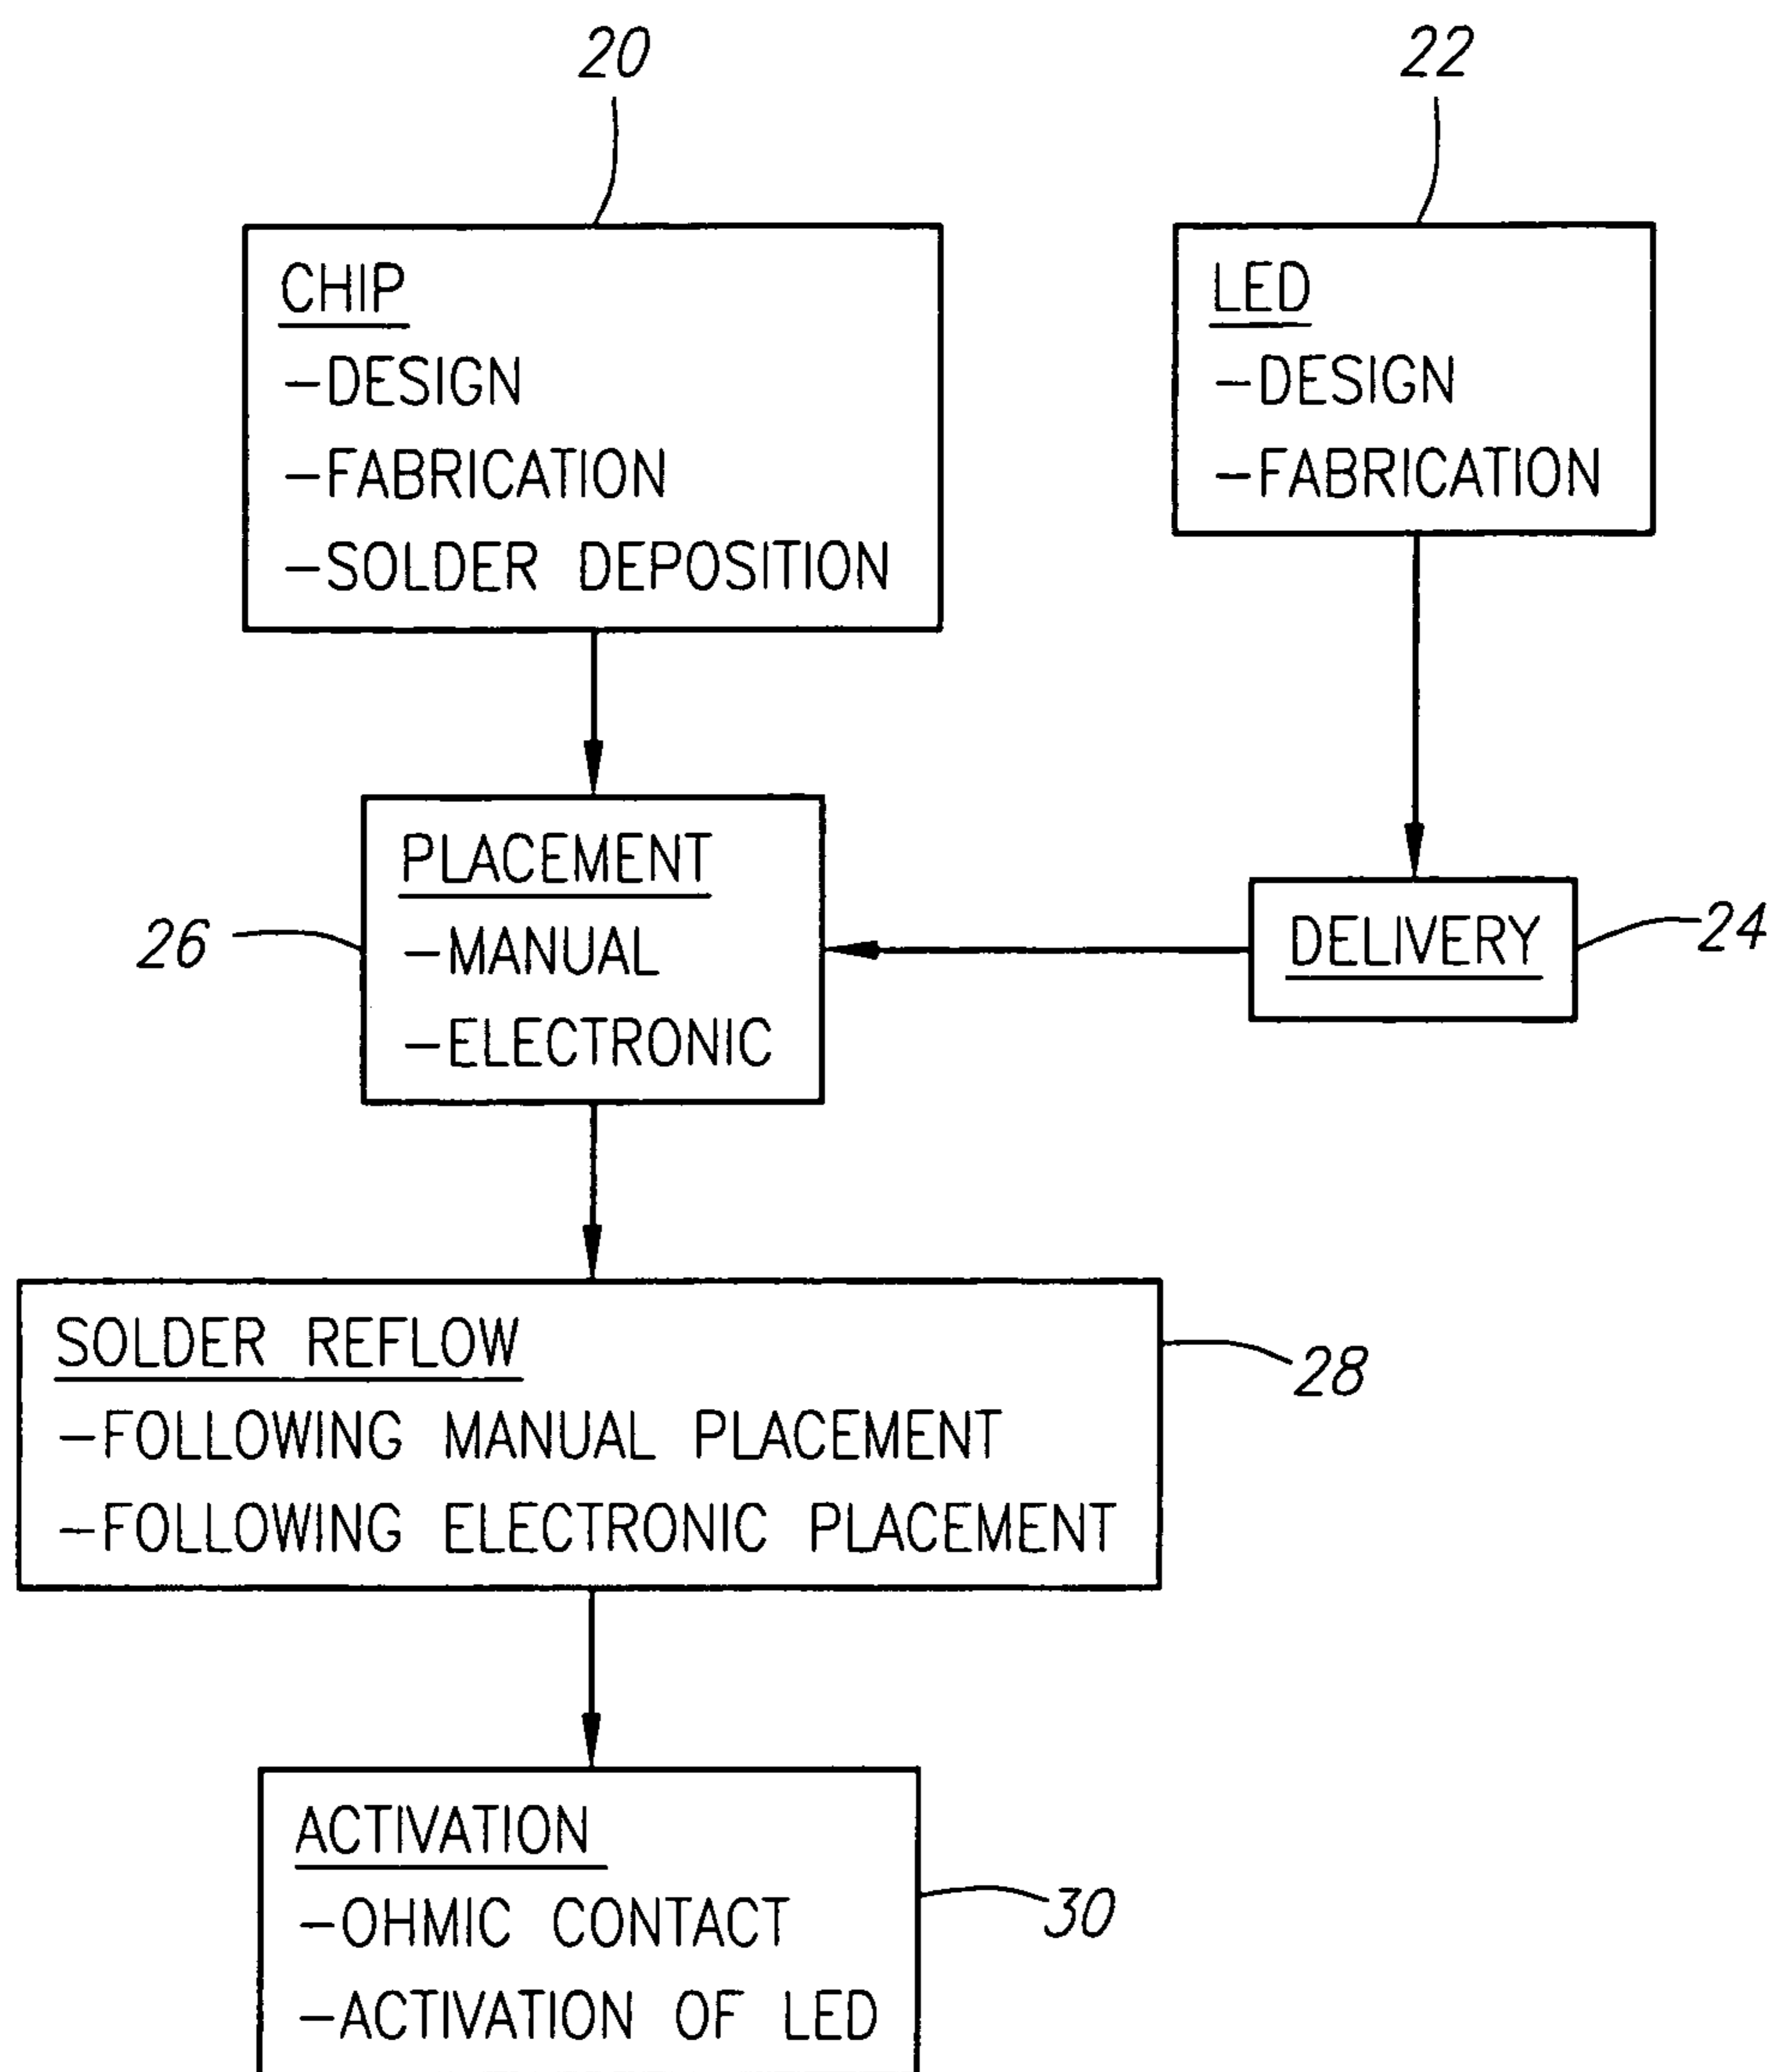 20
22
CHIP
-DESIGN
-FABRICATION
-SOLDER DEPOSITION
LED
-DESIGN
-FABRICATION
PLACEMENT
-MANUAL
-ELECTRONIC
26
DELIVERY
24
SOLDER REFLOW
-FOLLOWING MANUAL PLACEMENT
-FOLLOWING ELECTRONIC PLACEMENT
28
ACTIVATION
-OHMIC CONTACT
-ACTIVATION OF LED
30